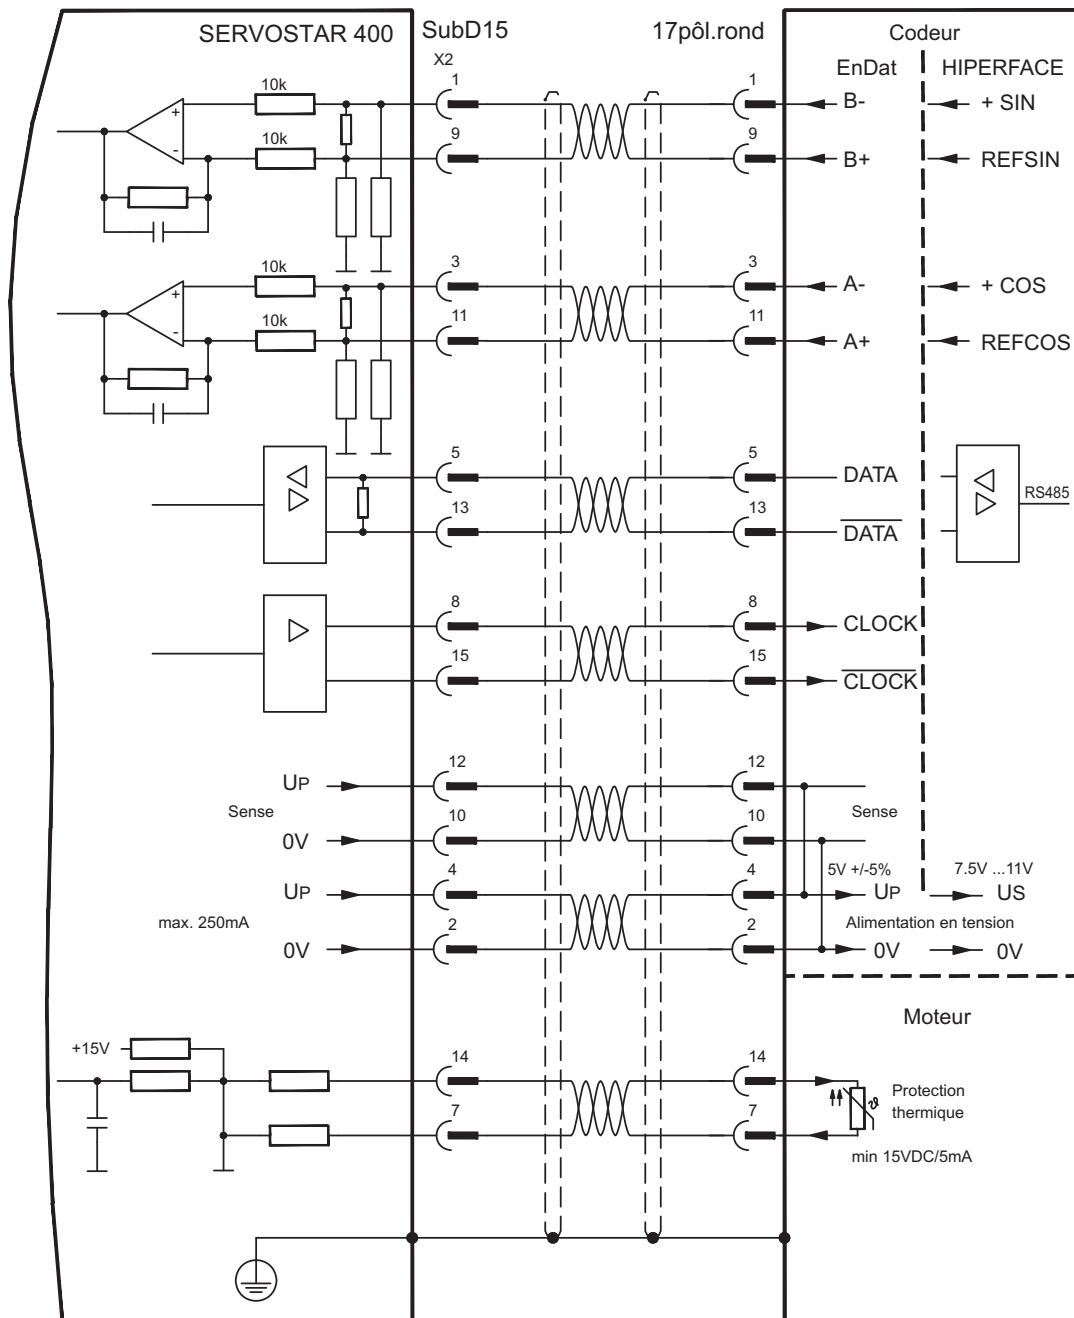 SERVOSTAR 400 SubD15 17pôl.rond Codeur
X2 EnDat HIPERFACE
10k 1 1 B- + SIN
+
-
10k 9 9 B+ REFSIN
10k 3 3 A- + COS
+
-
10k 11 11 A+ REFCOS
5 5 DATA
RS485
13 13 DATA
8 8 CLOCK
15 15 CLOCK
UP 12 12
Sense Sense
0V 10 10
UP 4 4 5V +/-5% UP 7.5V ...11V US
max. 250mA Alimentation en tension
0V 2 2 0V 0V
Moteur
+15V 14 14
Protection
thermique
ϑ
7 7
min 15VDC/5mA